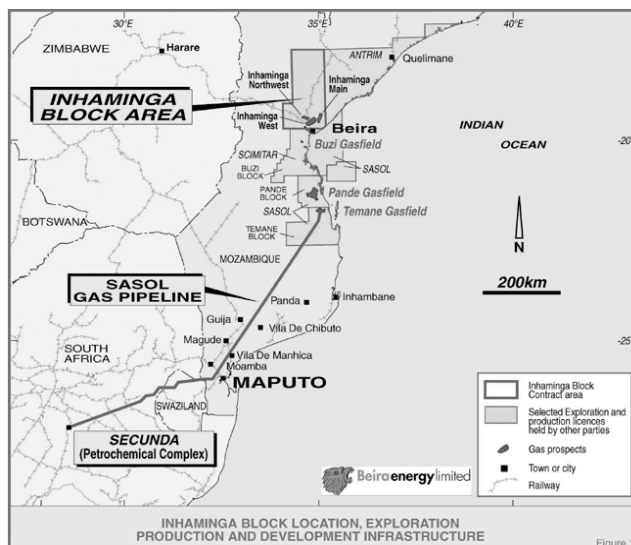 30°E
35°E
40°E
ZIMBABWE
Harare
ANTRIM
Quelimane
Inhaminga
Northwest
Inhaminga
Main
INHAMINGA
BLOCK AREA
Inhaminga
West
Beira
INDIAN
OCEAN
Buzi Gasfield
SCIMITAR
BUZI
BLOCK
SASOL
PANDE
BLOCK
Pande Gasfield
SASOL
Temane Gasfield
BOTSWANA
TEMANE
BLOCK
N
MOZAMBIQUE
200km
SASOL
GAS PIPELINE
Panda
Inhambane
Guija
Vila De Chibuto
Magude
-25
SOUTH
AFRICA
Vila De Manhica
Moamba
MAPUTO
SWAZILAND
SECUNDA
(Petrochemical Complex)
Inhaminga Block
Contract area
Selected Exploration and
production licences
held by other parties
Gas prospects
Town or city
Railway
Beiraenergylimited
INHAMINGA BLOCK LOCATION, EXPLORATION
PRODUCTION AND DEVELOPMENT INFRASTRUCTURE